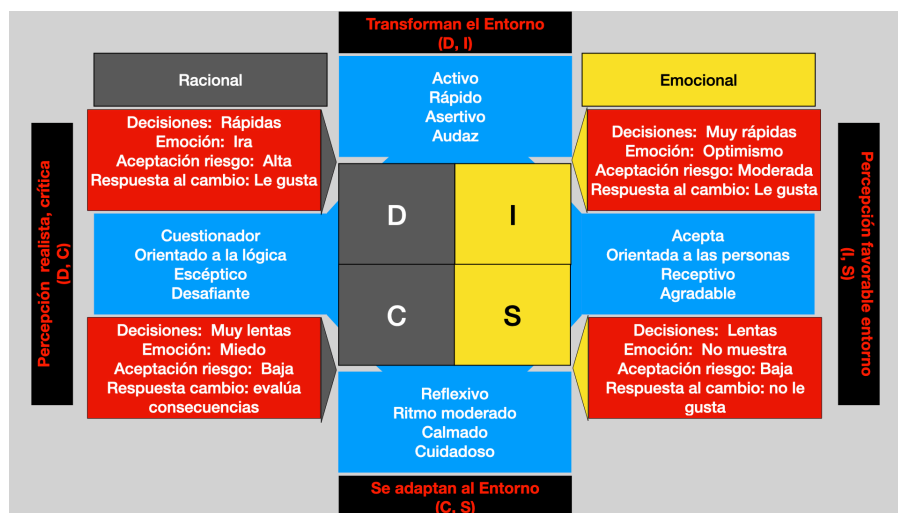 Transforman el Entorno
(D, I)
Racional
Activo
Rápido
Asertivo
Audaz
Emocional
Decisiones: Rápidas
Emoción: Ira
Aceptación riesgo: Alta
Respuesta al cambio: Le gusta
Decisiones: Muy rápidas
Emoción: Optimismo
Aceptación riesgo: Moderada
Respuesta al cambio: Le gusta
Percepción realista, crítica
(D, C)
D
I
Percepción favorable entorno
(I, S)
Cuestionador
Orientado a la lógica
Escéptico
Desafiante
Acepta
Orientada a las personas
Receptivo
Agradable
C
S
Decisiones: Muy lentas
Emoción: Miedo
Aceptación riesgo: Baja
Respuesta cambio: evalúa
consecuencias
Decisiones: Lentas
Emoción: No muestra
Aceptación riesgo: Baja
Respuesta al cambio: no le
gusta
Reflexivo
Ritmo moderado
Calmado
Cuidadoso
Se adaptan al Entorno
(C, S)